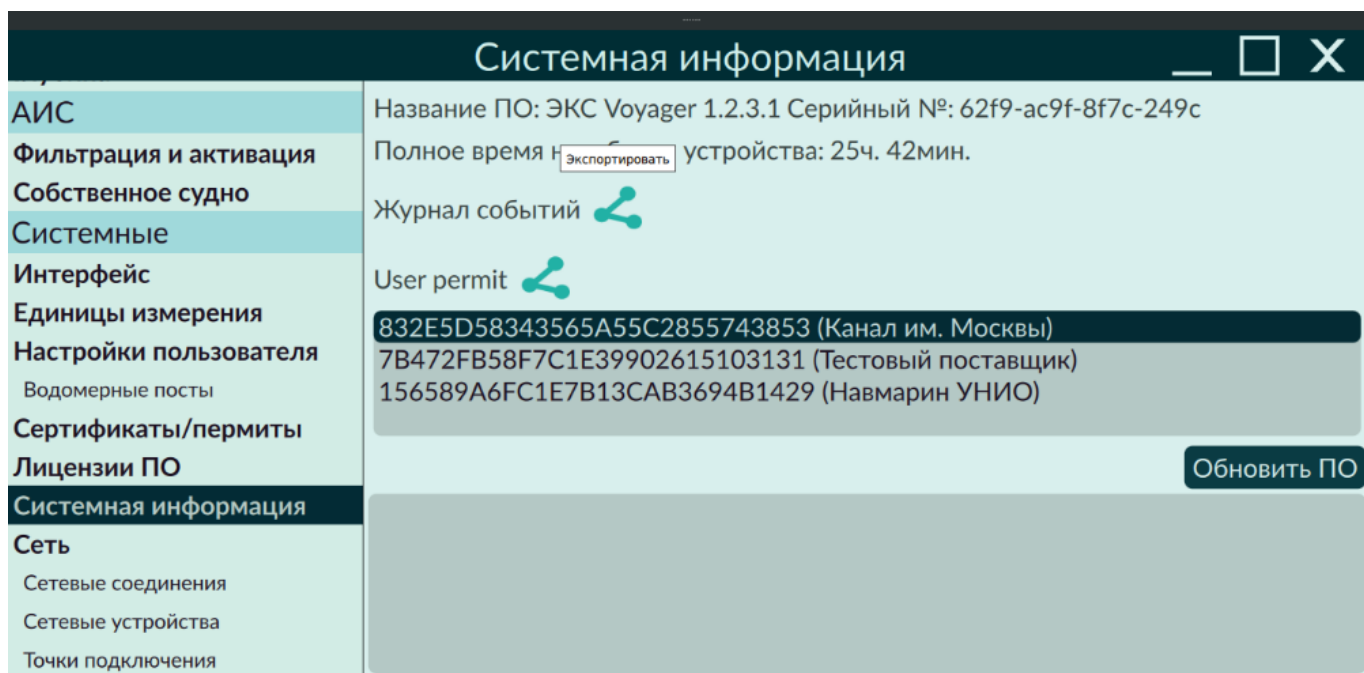 Системная информация
АИС
Фильтрация и активация
Собственное судно
Системные
Интерфейс
Единицы измерения
Настройки пользователя
Водомерные посты
Сертификаты/пермиты
Лицензии ПО
Системная информация
Сеть
Сетевые соединения
Сетевые устройства
Точки подключения
Название ПО: ЭКС Voyager 1.2.3.1 Серийный №: 62f9-ac9f-8f7c-249c
Полное время устройства: 25ч. 42мин.
Экспортировать
Журнал событий
User permit
832E5D58343565A55C2855743853 (Канал им. Москвы)
7B472FB58F7C1E39902615103131 (Тестовый поставщик)
156589A6FC1E7B13CAB3694B1429 (Навмарин УНИО)
Обновить ПО